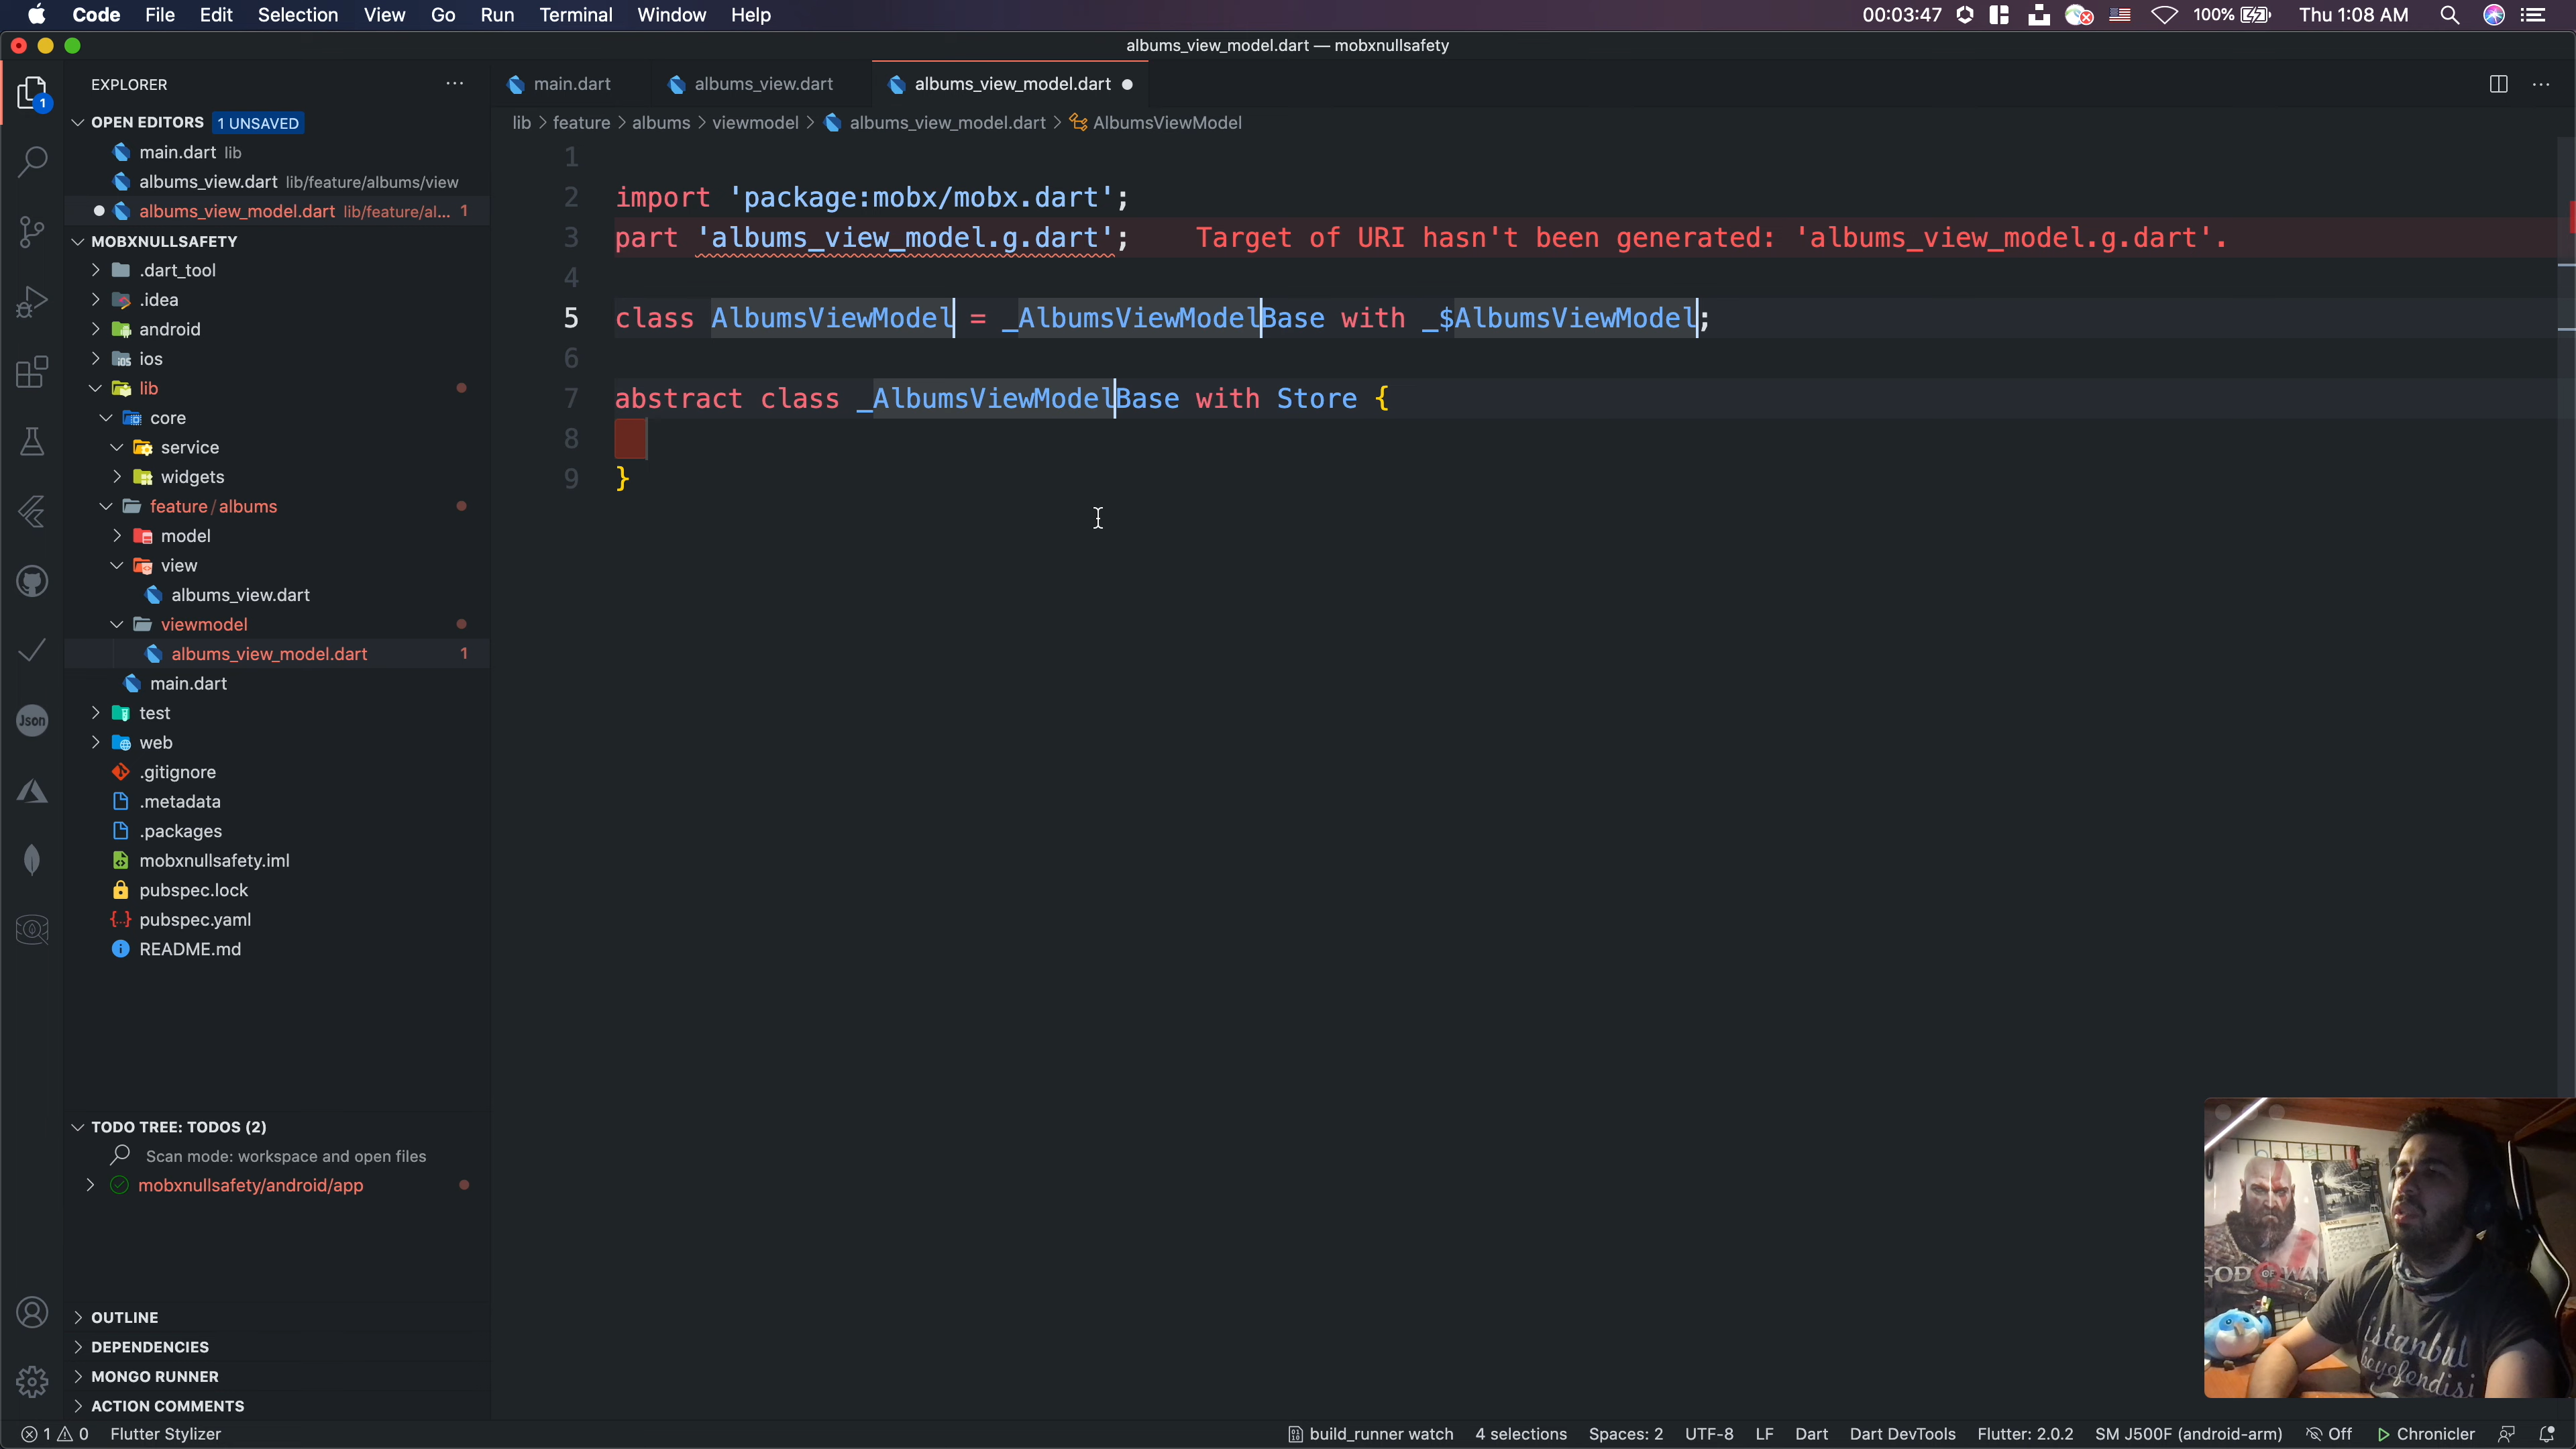 Code File Edit Selection View Go Run Terminal Window Help 00:03:47 100% Thu 1:08 AM
albums_view_model.dart — mobxnullsafety
EXPLORER
main.dart albums_view.dart albums_view_model.dart
1
OPEN EDITORS 1 UNSAVED
lib > feature > albums > viewmodel > albums_view_model.dart > AlbumsViewModel
main.dart lib
albums_view.dart lib/feature/albums/view
albums_view_model.dart lib/feature/al... 1
MOBXNULLSAFETY
.dart_tool
.idea
android
ios
lib
core
service
widgets
feature / albums
model
view
albums_view.dart
viewmodel
albums_view_model.dart 1
main.dart
test
web
.gitignore
.metadata
.packages
mobxnullsafety.iml
pubspec.lock
pubspec.yaml
README.md
Json
1
2 import 'package:mobx/mobx.dart';
3 part 'albums_view_model.g.dart'; Target of URI hasn't been generated: 'albums_view_model.g.dart'.
4
5 class AlbumsViewModel = _AlbumsViewModelBase with _$AlbumsViewModel;
6
7 abstract class _AlbumsViewModelBase with Store {
8
9 }
TODO TREE: TODOS (2)
Scan mode: workspace and open files
mobxnullsafety/android/app
OUTLINE
DEPENDENCIES
MONGO RUNNER
ACTION COMMENTS
GOD OF WAR
istanbul
beyefendisi
1 0 Flutter Stylizer build_runner watch 4 selections Spaces: 2 UTF-8 LF Dart Dart DevTools Flutter: 2.0.2 SM J500F (android-arm) Off Chronicler